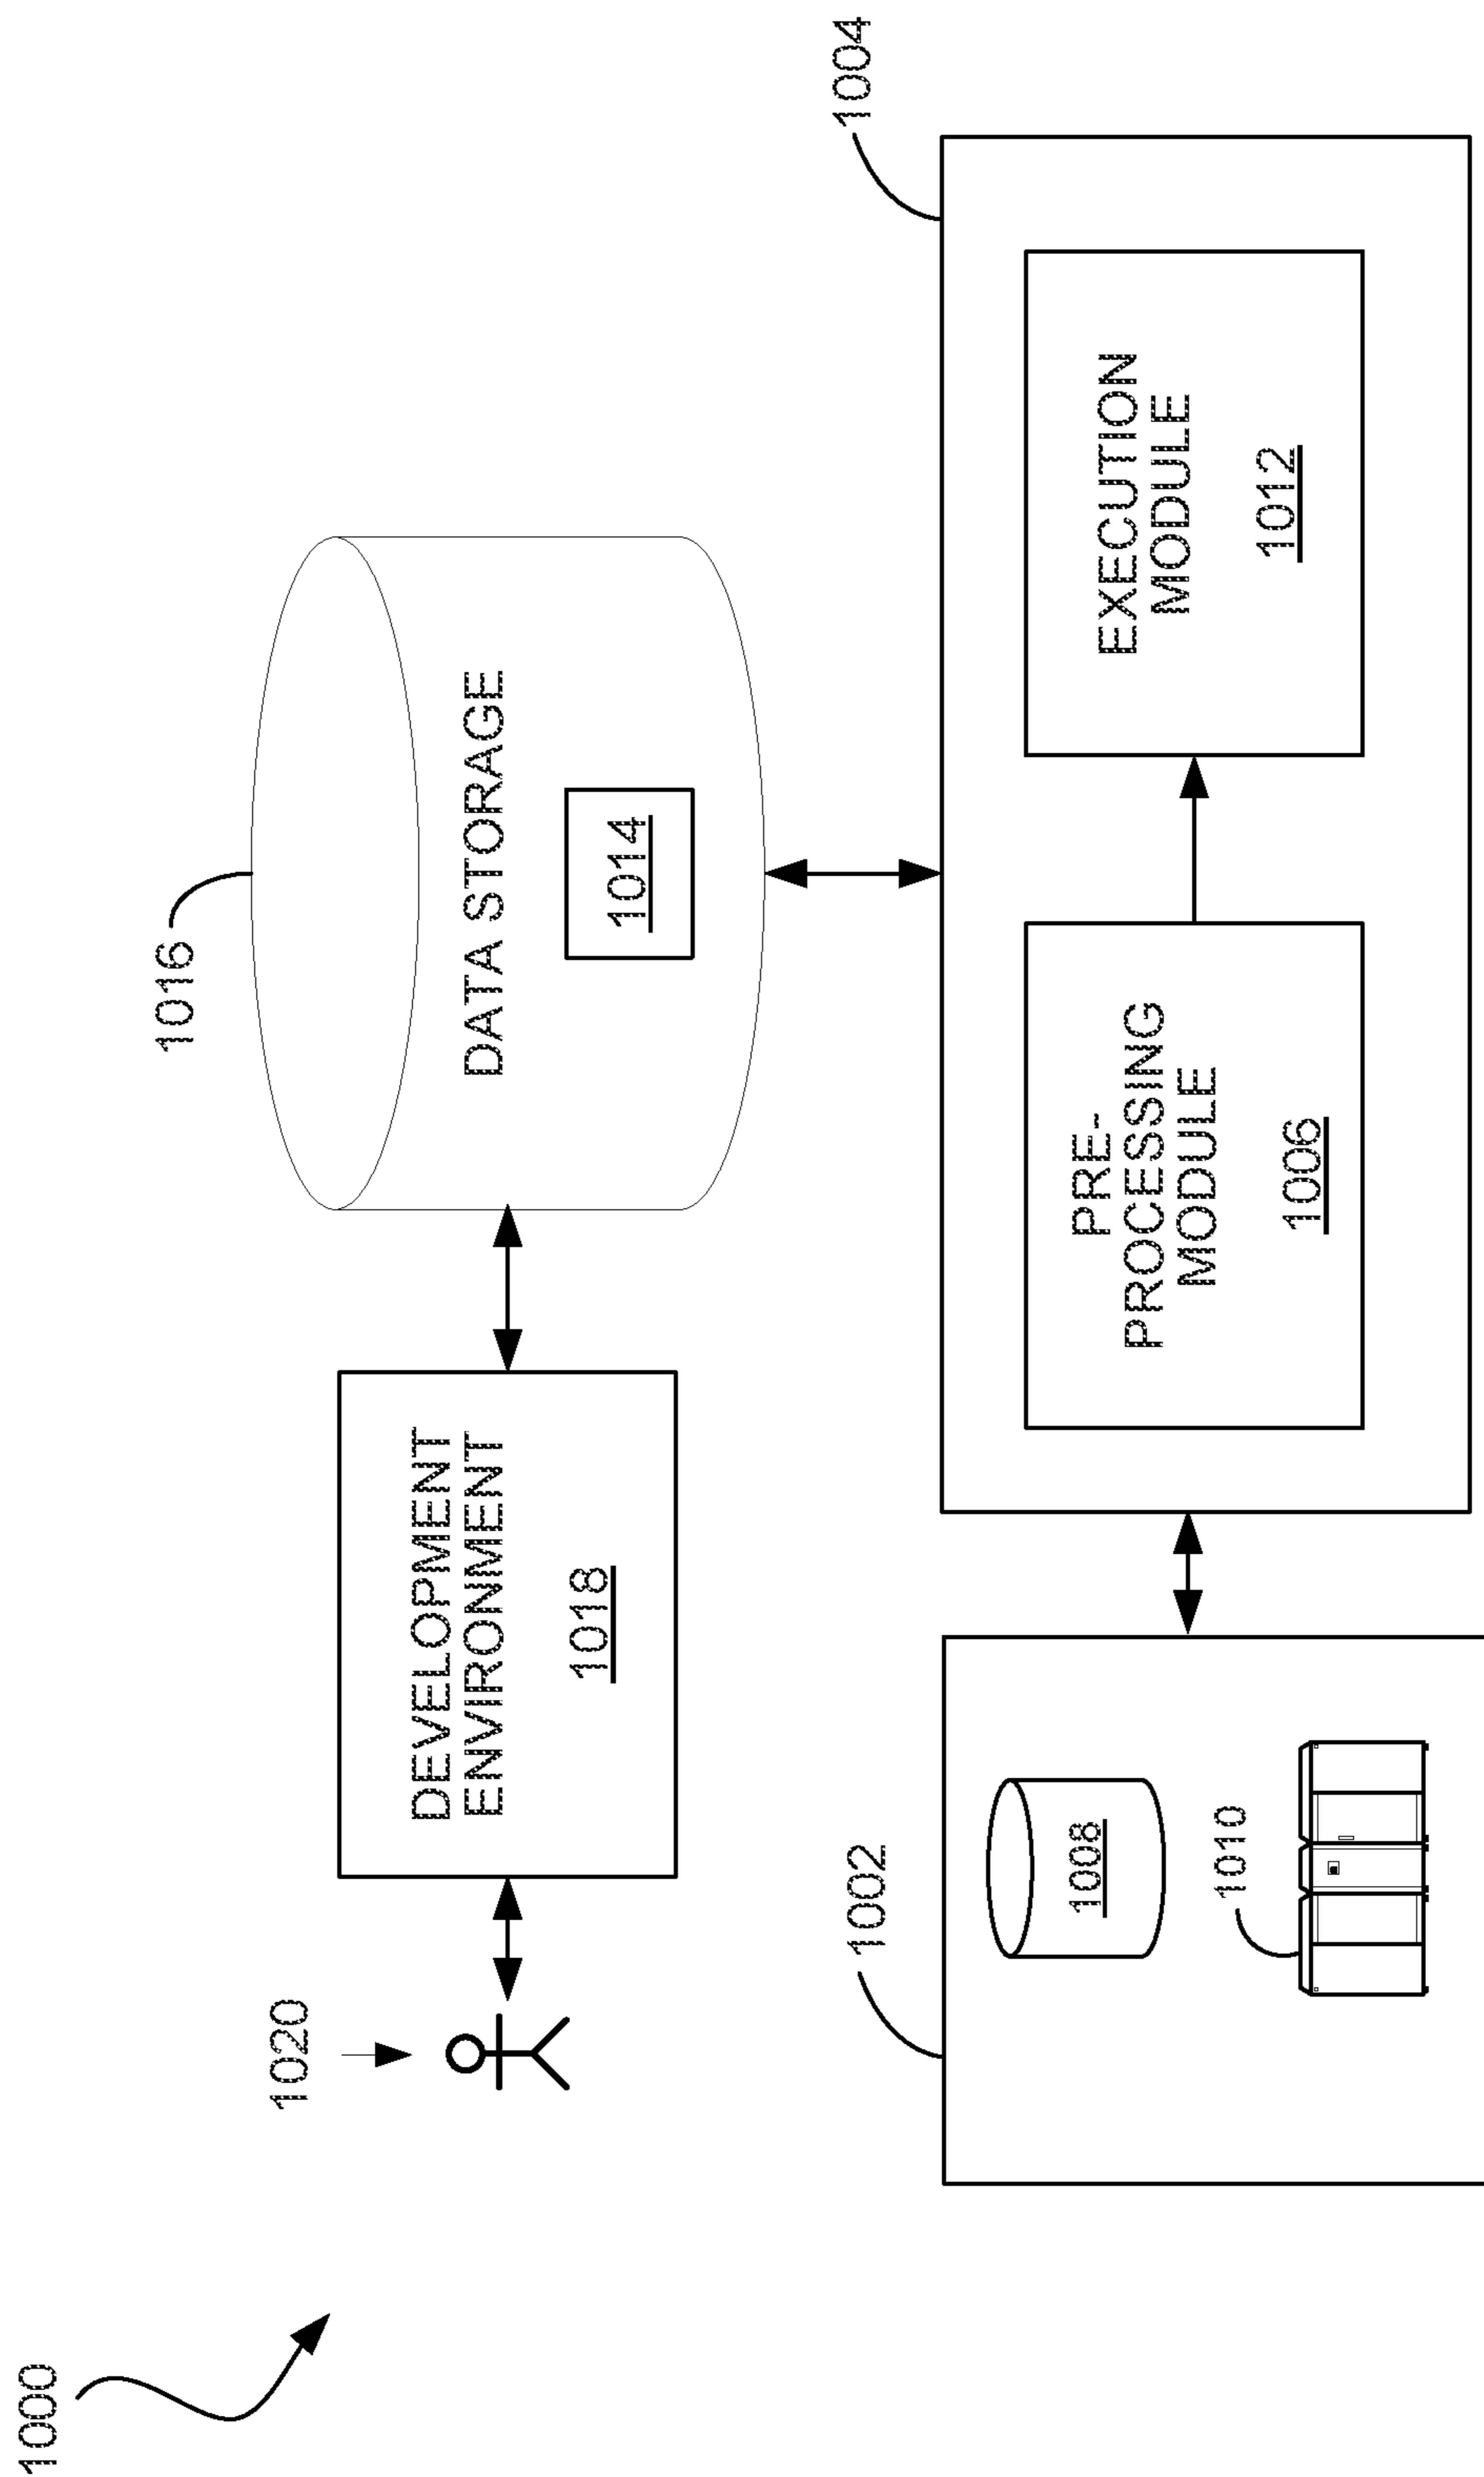 1000
1020
DEVELOPMENT
ENVIRONMENT
1018
1016
DATA STORAGE
1014
1002
1008
1010
1004
PRE-
PROCESSING
MODULE
1006
EXECUTION
MODULE
1012